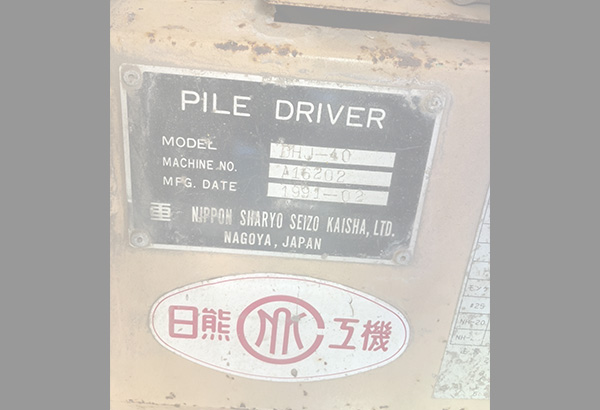 PILE DRIVER
MODEL DHJ-40
MACHINE.NO. A16202
MFG. DATE 1991-02
NIPPON SHARYO SEIZO KAISHA, LTD.
NAGOYA, JAPAN
日熊 工機